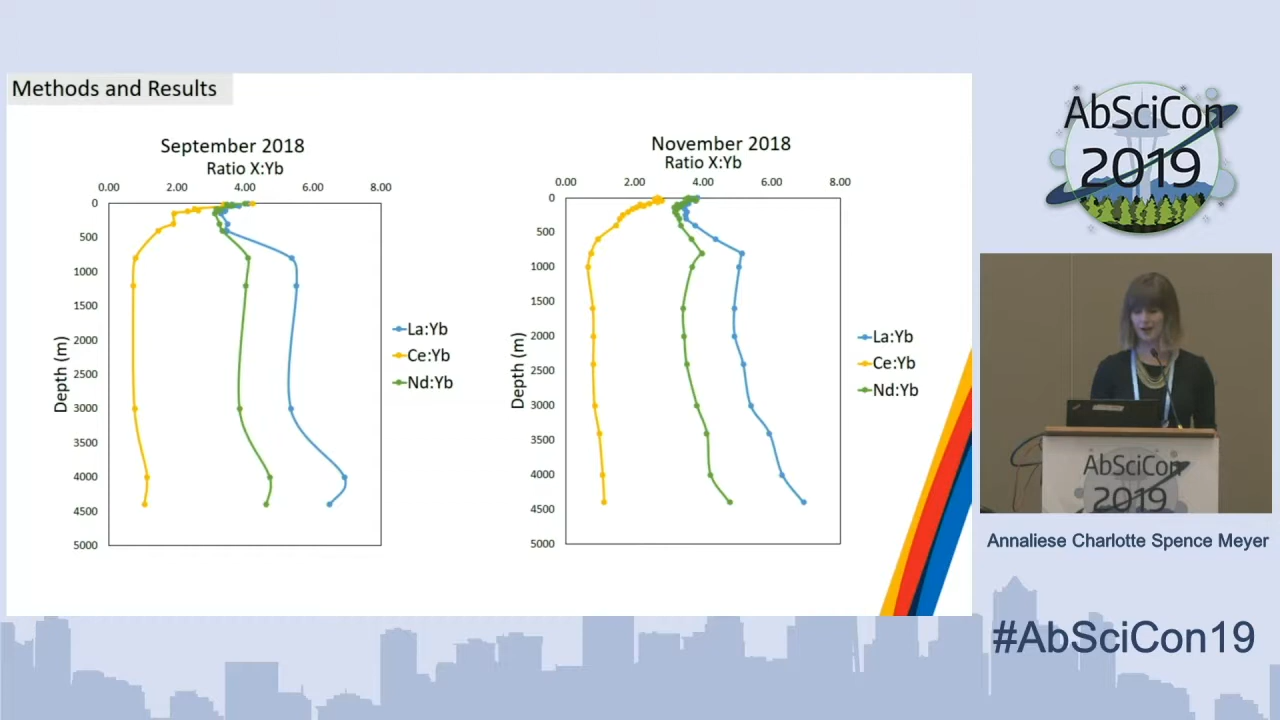 Methods and Results
September 2018
Ratio X:Yb
0.00 2.00 4.00 6.00 8.00
0
500
1000
1500
2000
2500
3000
3500
4000
4500
5000
Depth (m)
La:Yb
Ce:Yb
Nd:Yb
November 2018
Ratio X:Yb
0.00 2.00 4.00 6.00 8.00
0
500
1000
1500
2000
2500
3000
3500
4000
4500
5000
Depth (m)
La:Yb
Ce:Yb
Nd:Yb
AbSciCon
2019
AbSciCon
2019
Annaliese Charlotte Spence Meyer
#AbSciCon19